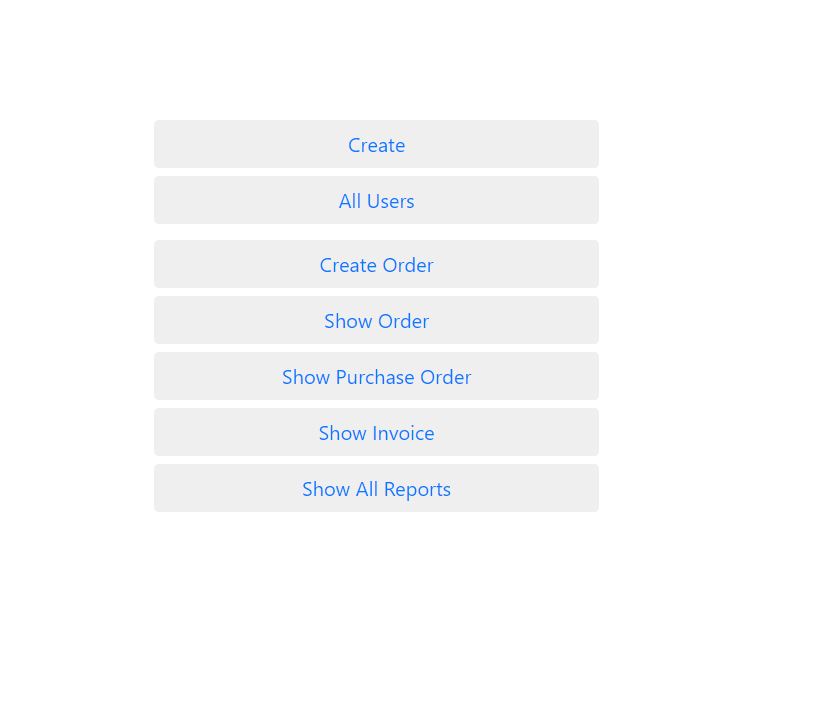 Create
All Users
Create Order
Show Order
Show Purchase Order
Show Invoice
Show All Reports